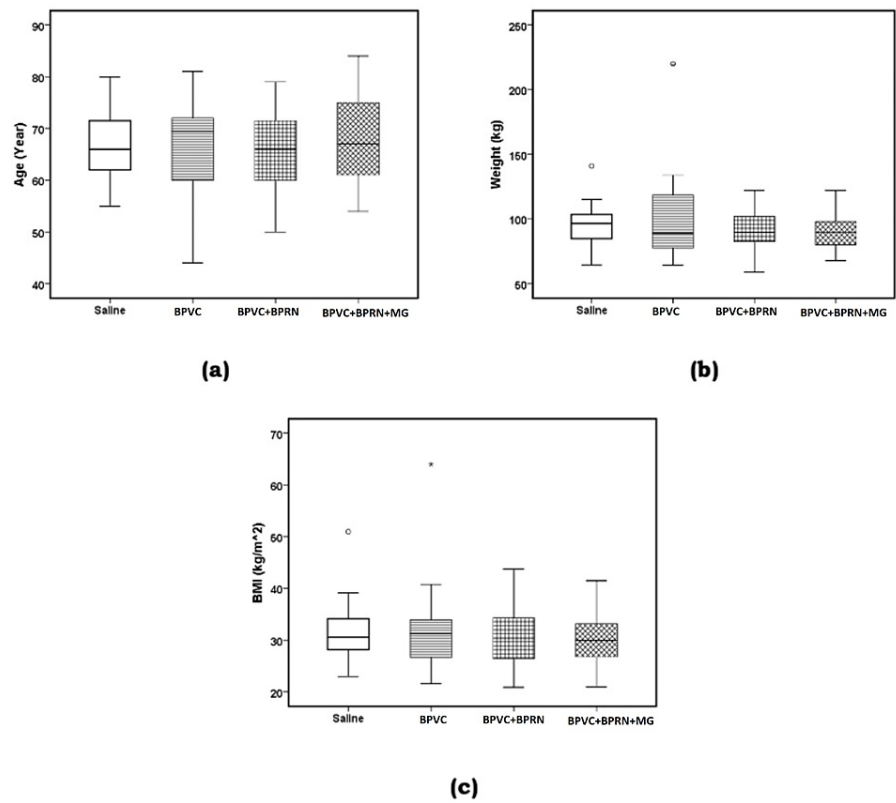 90
80
70
60
50
40
Age (Year)
Saline BPVC BPVC+BPRN BPVC+BPRN+MG
(a)
250
200
150
100
50
Weight (kg)
Saline BPVC BPVC+BPRN BPVC+BPRN+MG
(b)
70
60
50
40
30
20
BMI (kg/m^2)
Saline BPVC BPVC+BPRN BPVC+BPRN+MG
(c)